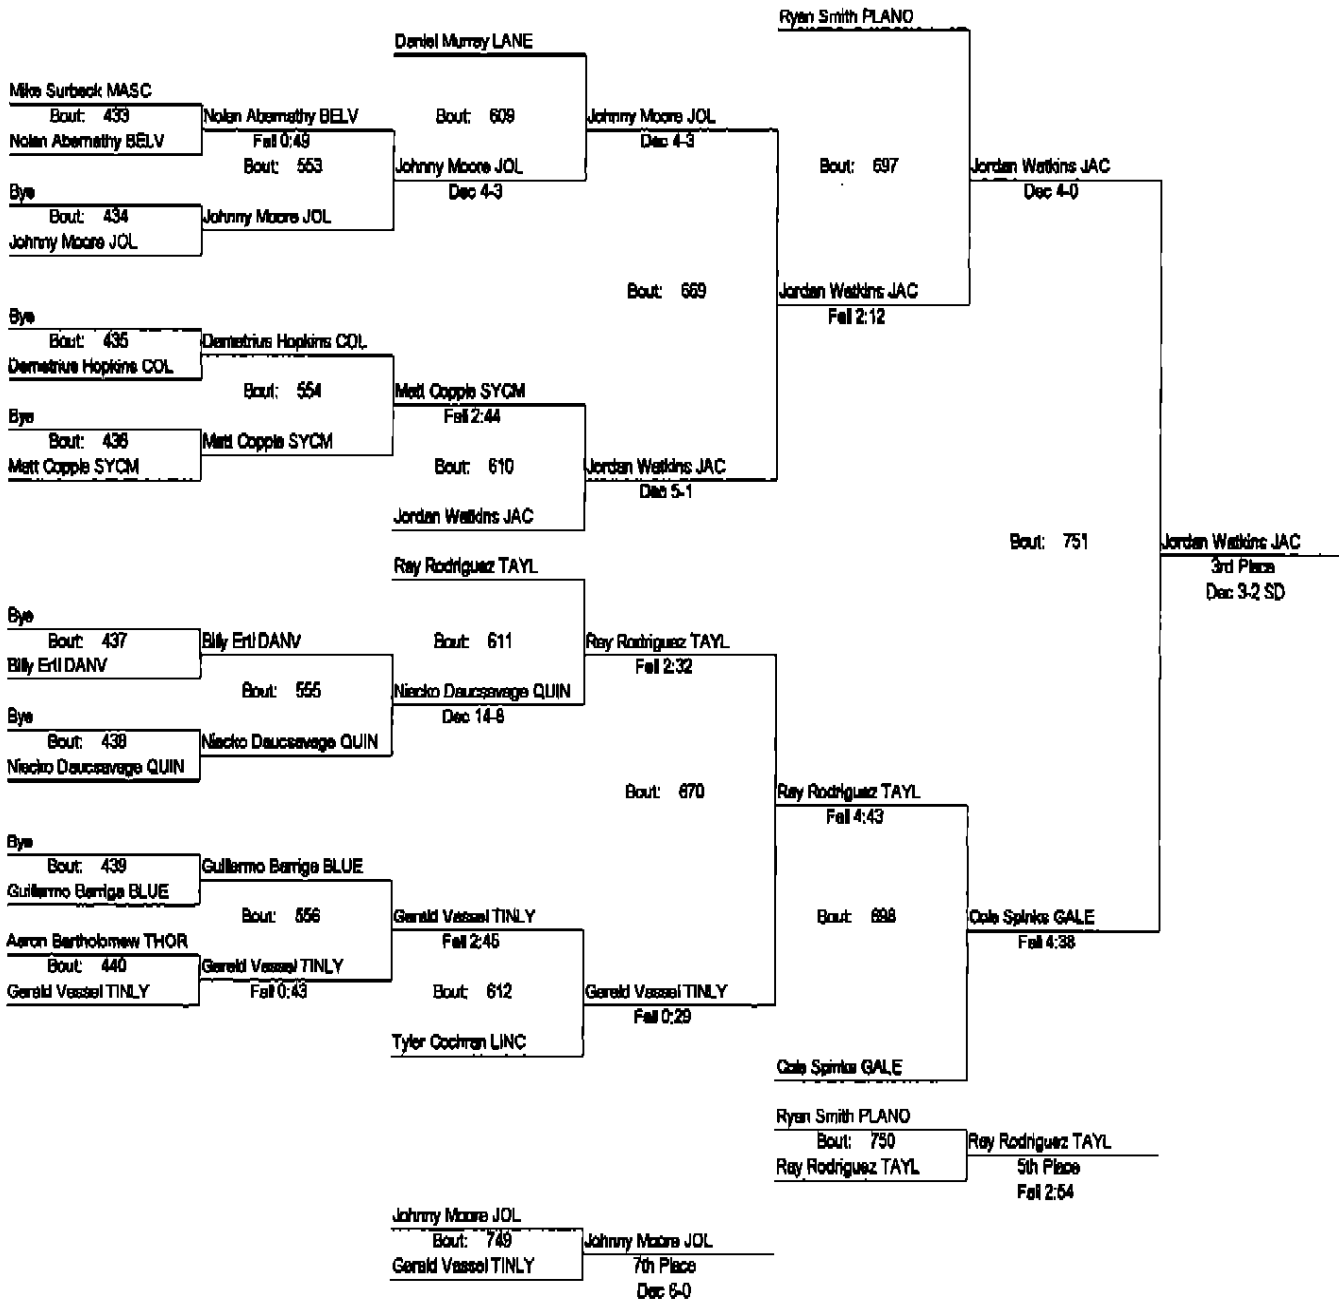 Ryan Smith PLANO
Daniel Murray LANE
Mike Surbeck MASC
Bout: 433
Nolan Abernathy BELV
Nolan Abernathy BELV
Fall 0:49
Bout: 609
Johnny Moore JOL
Dec 4-3
Bout: 553
Johnny Moore JOL
Dec 4-3
Bout: 697
Jordan Watkins JAC
Dec 4-0
Bye
Bout: 434
Johnny Moore JOL
Johnny Moore JOL
Bout: 669
Jordan Watkins JAC
Fall 2:12
Bye
Bout: 435
Demetrius Hopkins COL
Demetrius Hopkins COL
Bout: 554
Matt Copple SYCM
Fall 2:44
Bye
Bout: 436
Matt Copple SYCM
Matt Copple SYCM
Bout: 610
Jordan Watkins JAC
Dec 5-1
Jordan Watkins JAC
Bout: 751
Jordan Watkins JAC
3rd Place
Dec 3-2 SD
Ray Rodriguez TAYL
Bye
Bout: 437
Billy Ertl DANV
Billy Ertl DANV
Bout: 611
Ray Rodriguez TAYL
Fall 2:32
Bout: 555
Niecko Daucsavage QUIN
Dec 14-8
Bye
Bout: 438
Niecko Daucsavage QUIN
Niecko Daucsavage QUIN
Bout: 670
Ray Rodriguez TAYL
Fall 4:43
Bye
Bout: 439
Guillermo Barriga BLUE
Guillermo Barriga BLUE
Bout: 556
Gerald Vessel TINLY
Fall 2:45
Bout: 698
Cole Spinks GALE
Fall 4:38
Aaron Bartholomew THOR
Bout: 440
Gerald Vessel TINLY
Gerald Vessel TINLY
Fall 0:43
Bout: 612
Gerald Vessel TINLY
Fall 0:29
Tyler Cochran LINC
Cole Spinks GALE
Ryan Smith PLANO
Bout: 750
Ray Rodriguez TAYL
Ray Rodriguez TAYL
5th Place
Fall 2:54
Johnny Moore JOL
Bout: 749
Gerald Vessel TINLY
Johnny Moore JOL
7th Place
Dec 6-0